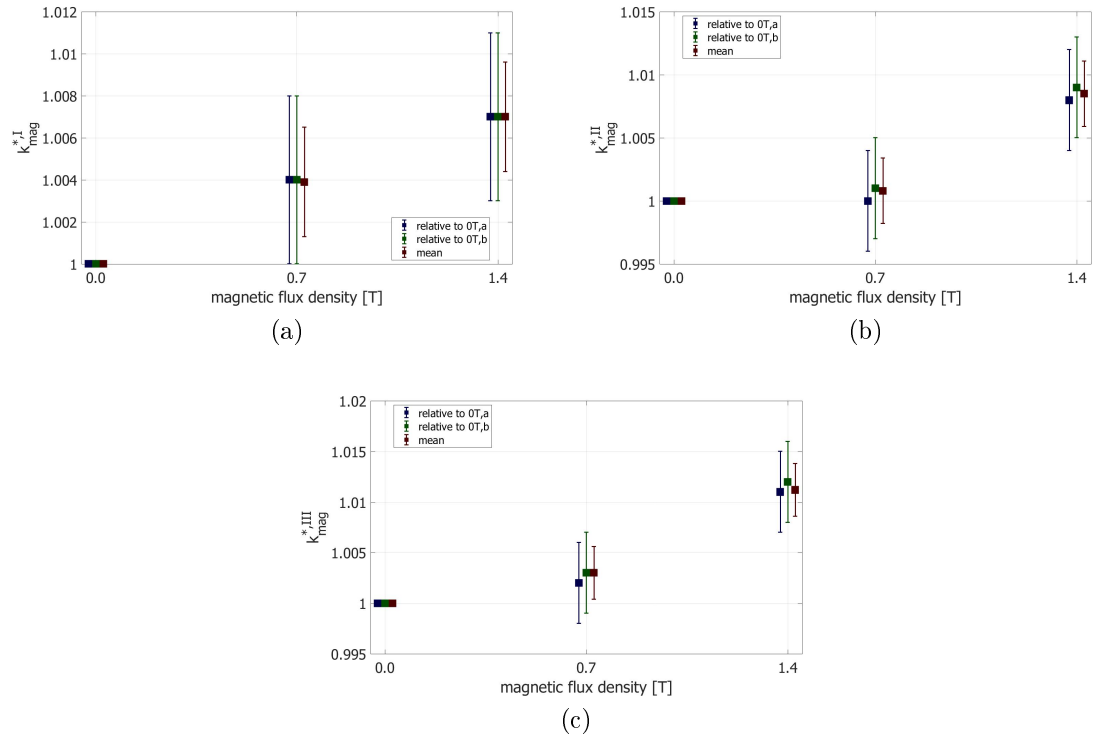 1.012
1.01
1.008
1.006
1.004
1.002
1
k*,I mag
relative to 0T,a
relative to 0T,b
mean
0.0 0.7 1.4
magnetic flux density [T]
(a)
1.015
1.01
1.005
1
0.995
k*,II mag
relative to 0T,a
relative to 0T,b
mean
0.0 0.7 1.4
magnetic flux density [T]
(b)
1.02
1.015
1.01
1.005
1
0.995
k*,III mag
relative to 0T,a
relative to 0T,b
mean
0.0 0.7 1.4
magnetic flux density [T]
(c)